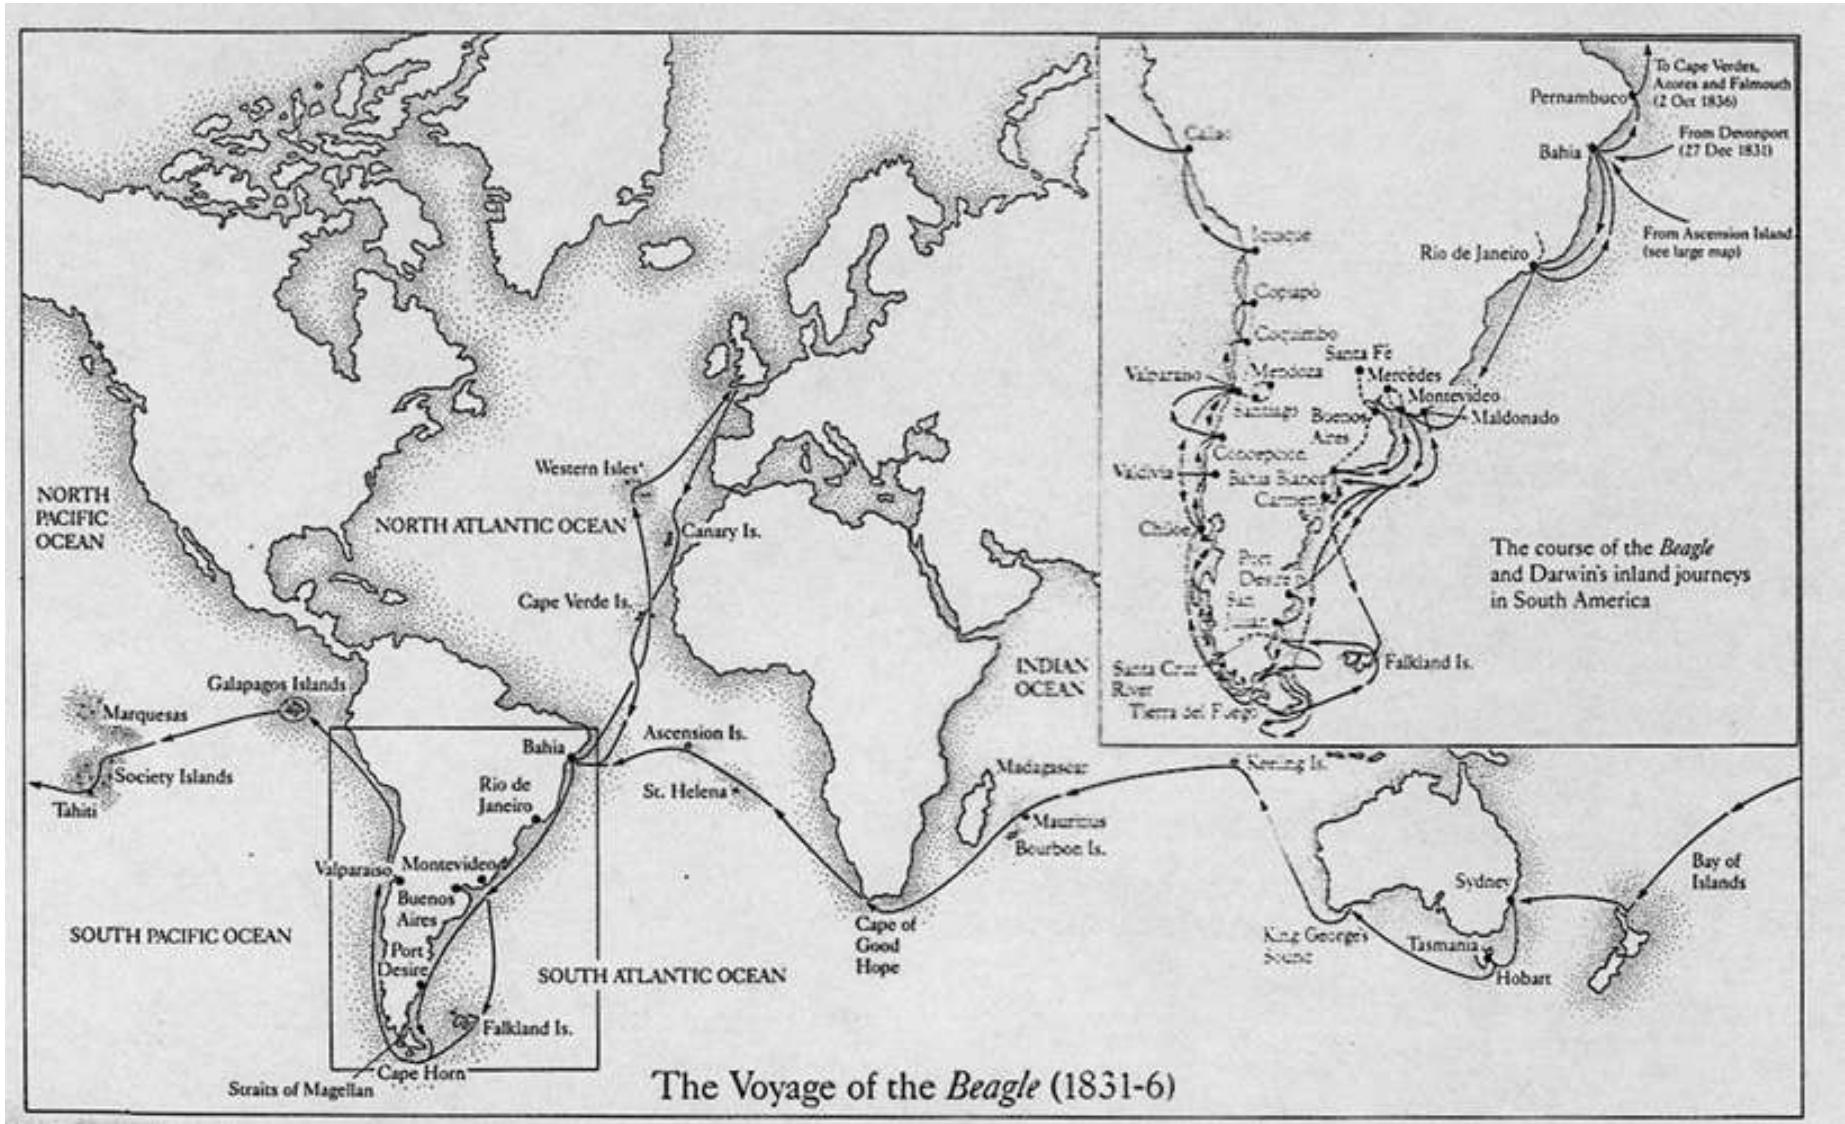 NORTH
PACIFIC
OCEAN
NORTH ATLANTIC OCEAN
Western Isles
Canary Is.
Cape Verde Is.
Galapagos Islands
Marquesas
Society Islands
Tahiti
Bahia
Rio de
Janeiro
Ascension Is.
St. Helena
Valparaiso
Montevideo
Buenos
Aires
Port
Desire
SOUTH PACIFIC OCEAN
SOUTH ATLANTIC OCEAN
Falkland Is.
Cape Horn
Straits of Magellan
Cape of
Good
Hope
INDIAN
OCEAN
Madagascar
Mauritius
Bourbon Is.
Keeling Is.
King George's
Sound
Sydney
Tasmania
Hobart
Bay of
Islands
The Voyage of the Beagle (1831-6)
To Cape Verdes,
Azores and Falmouth
(2 Oct 1836)
Pernambuco
From Devonport
(27 Dec 1831)
Bahia
From Ascension Island
(see large map)
Rio de Janeiro
Callao
Iquique
Copiapo
Coquimbo
Santa Fé
Valparaiso
Mendoza
Mercedes
Santiago
Montevideo
Buenos
Aires
Maldonado
Concepcion
Valdivia
Bahia Blanca
Carmen
Chiloe
Port
Desire
San
Santa Cruz
River
Falkland Is.
Tierra del Fuego
The course of the Beagle
and Darwin's inland journeys
in South America